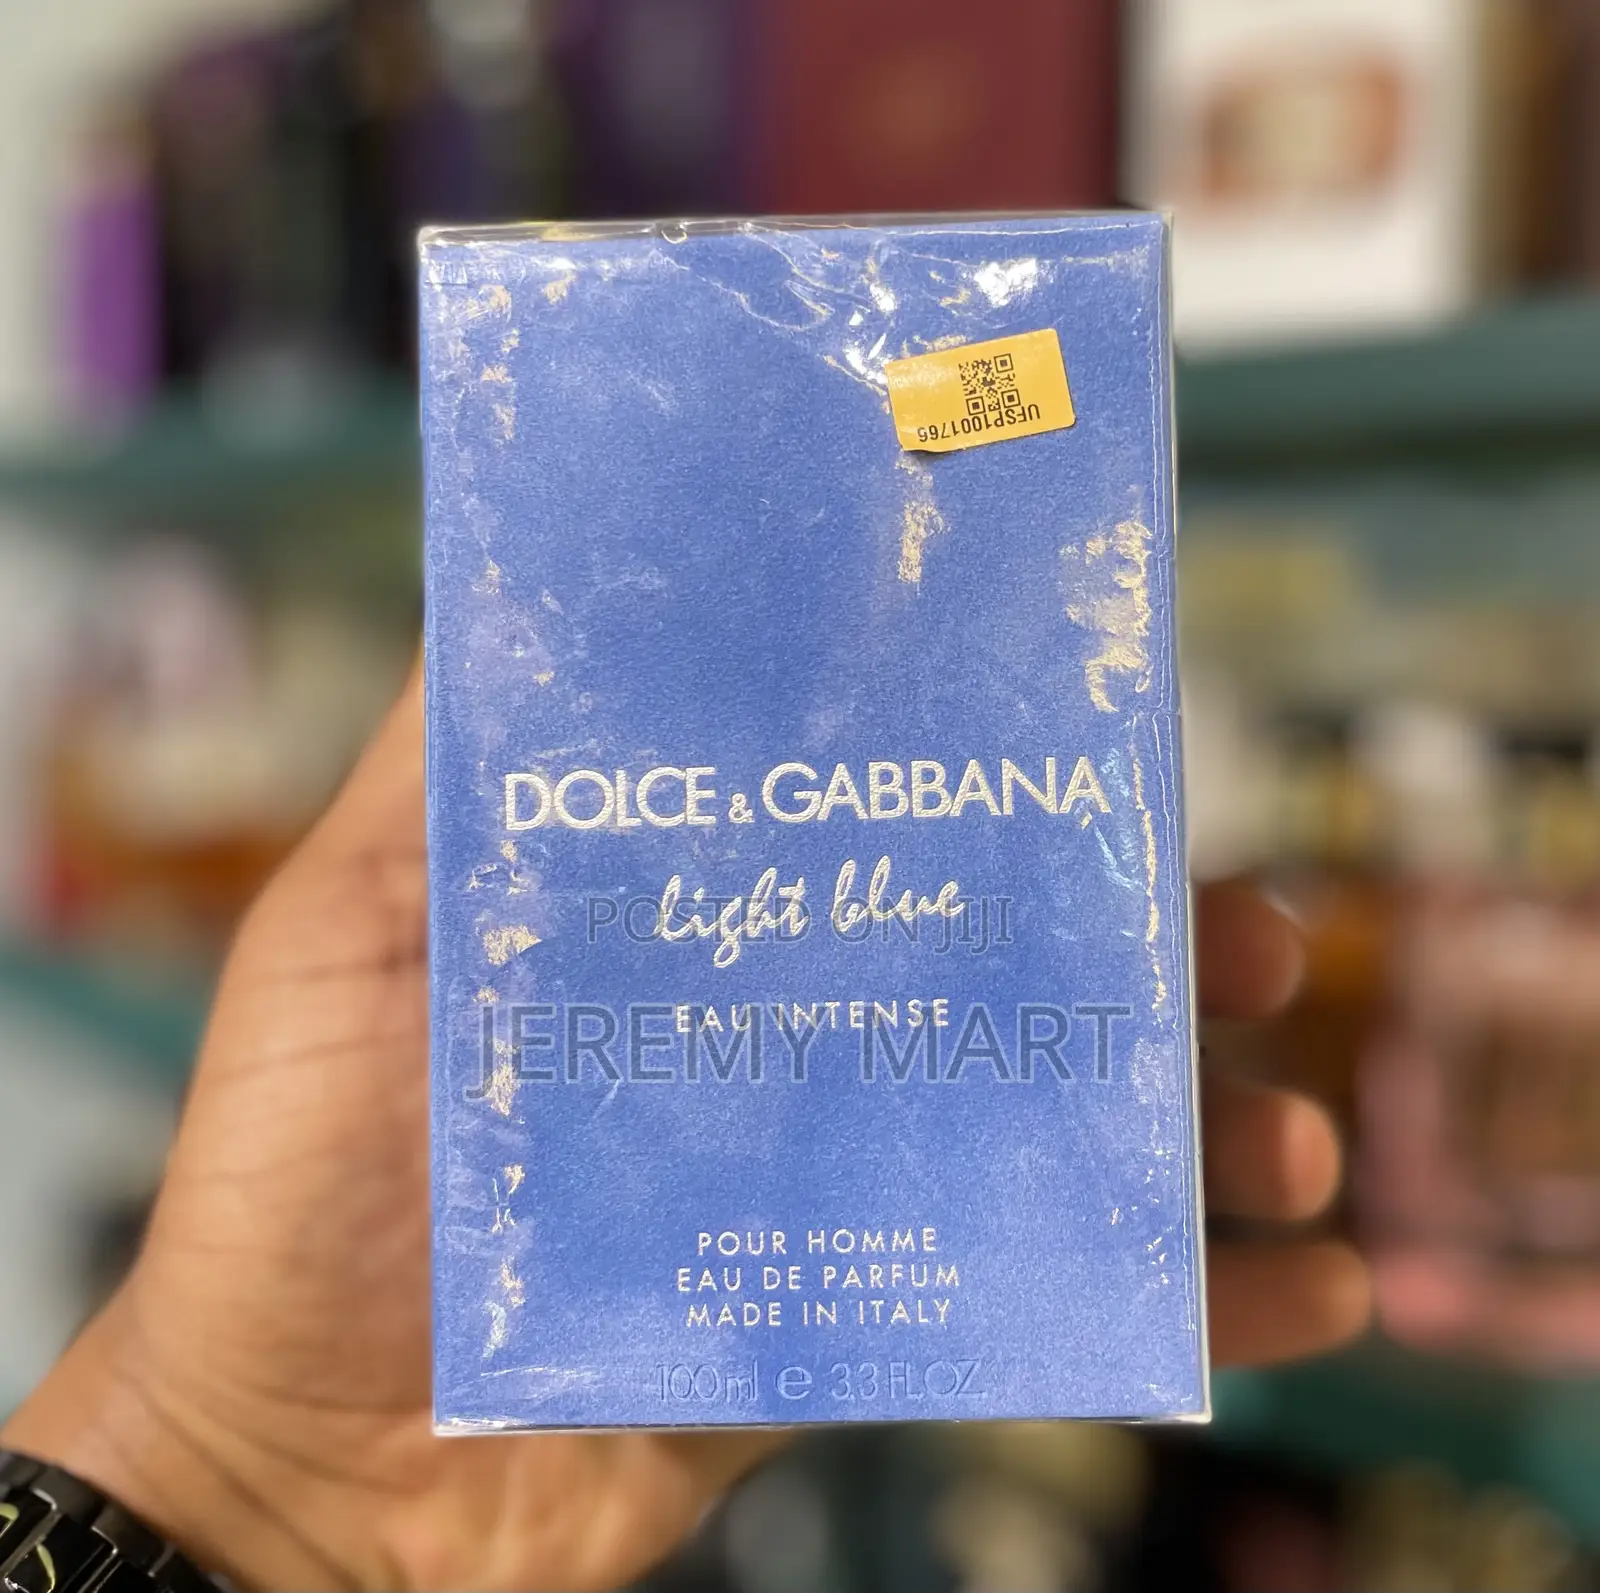 UFSP1001766
DOLCE & GABBANA
light blue
POSTED ON JIJI
EAU INTENSE
JEREMY MART
POUR HOMME
EAU DE PARFUM
MADE IN ITALY
100ml e 3.3 FL.OZ.